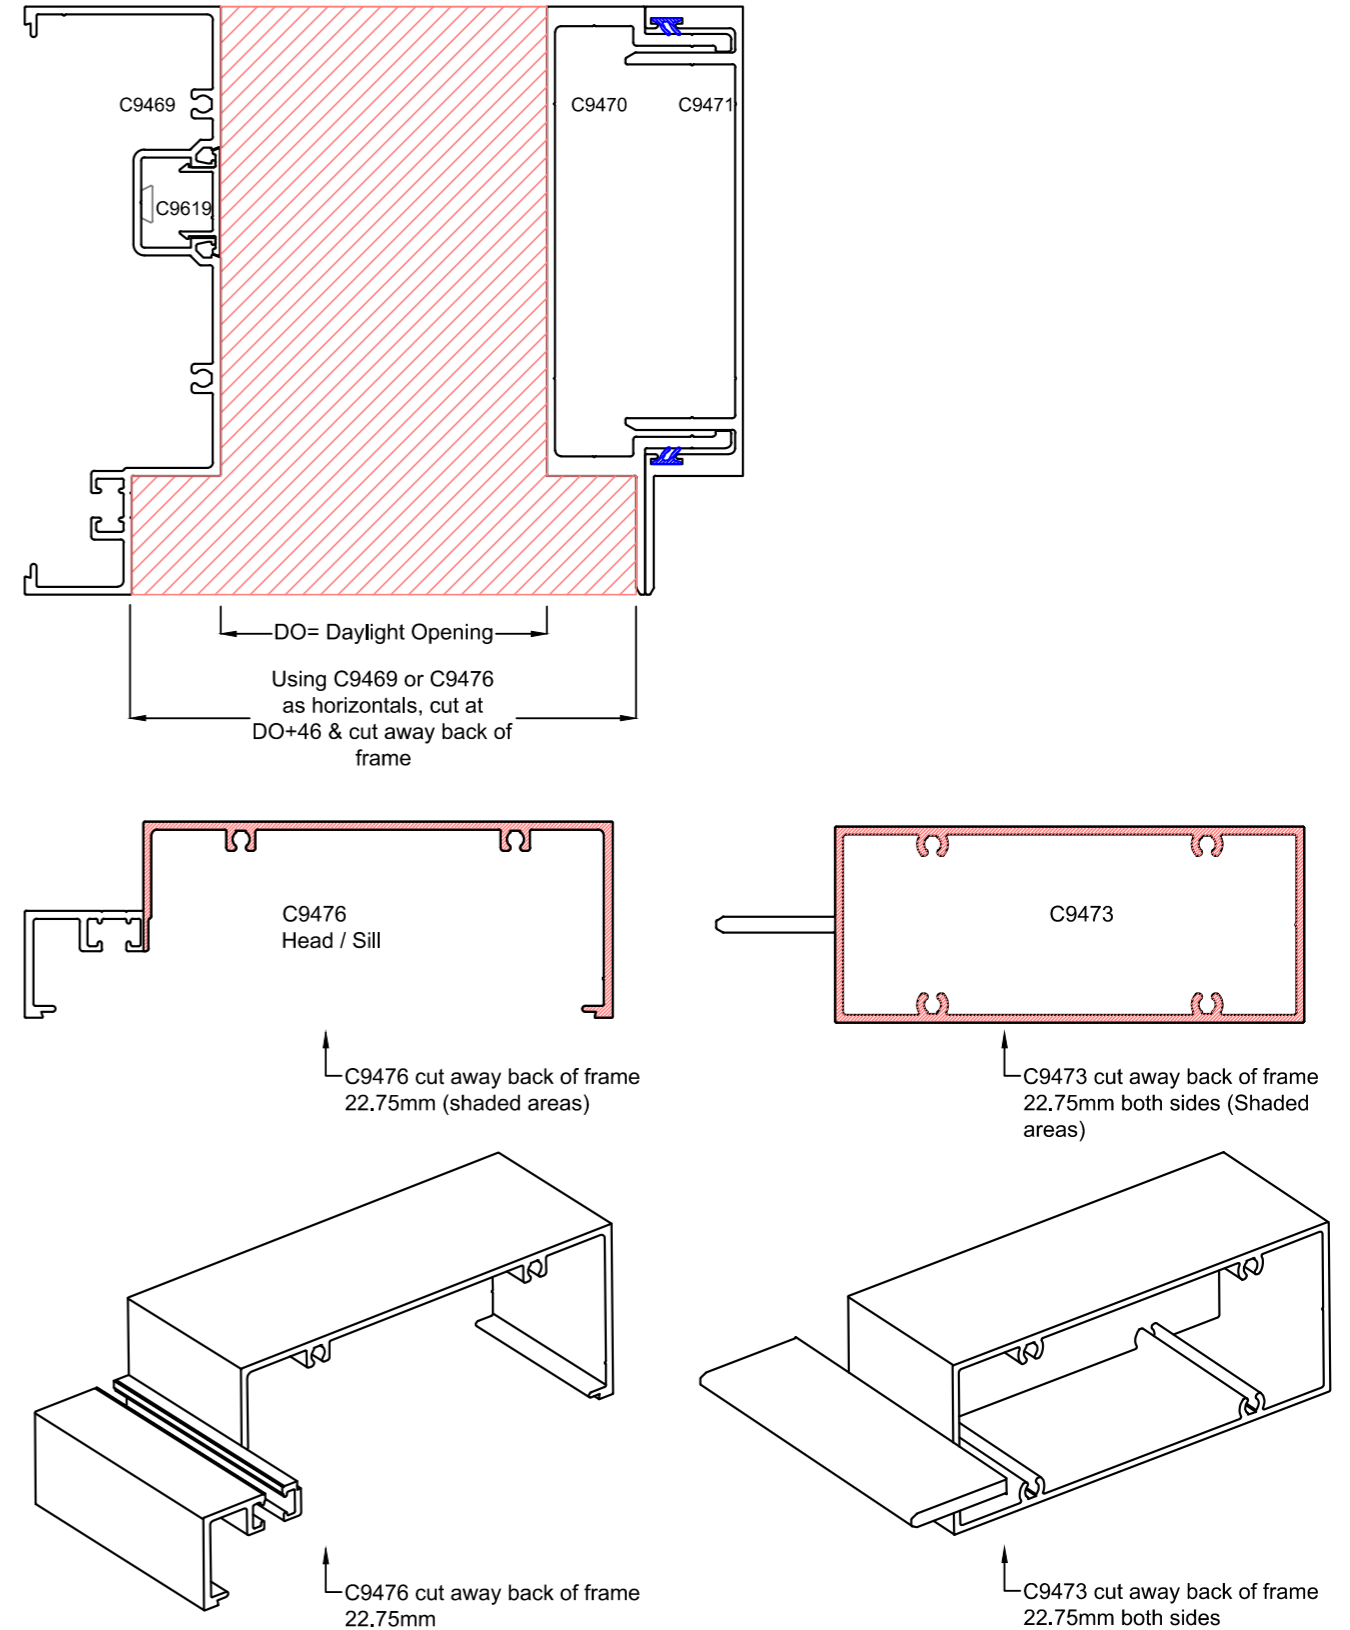 C9469
C9470
C9471
C9619
DO= Daylight Opening
Using C9469 or C9476
as horizontals, cut at
DO+46 & cut away back of
frame
C9476
Head / Sill
C9473
C9476 cut away back of frame
22.75mm (shaded areas)
C9473 cut away back of frame
22.75mm both sides (Shaded
areas)
C9476 cut away back of frame
22.75mm
C9473 cut away back of frame
22.75mm both sides